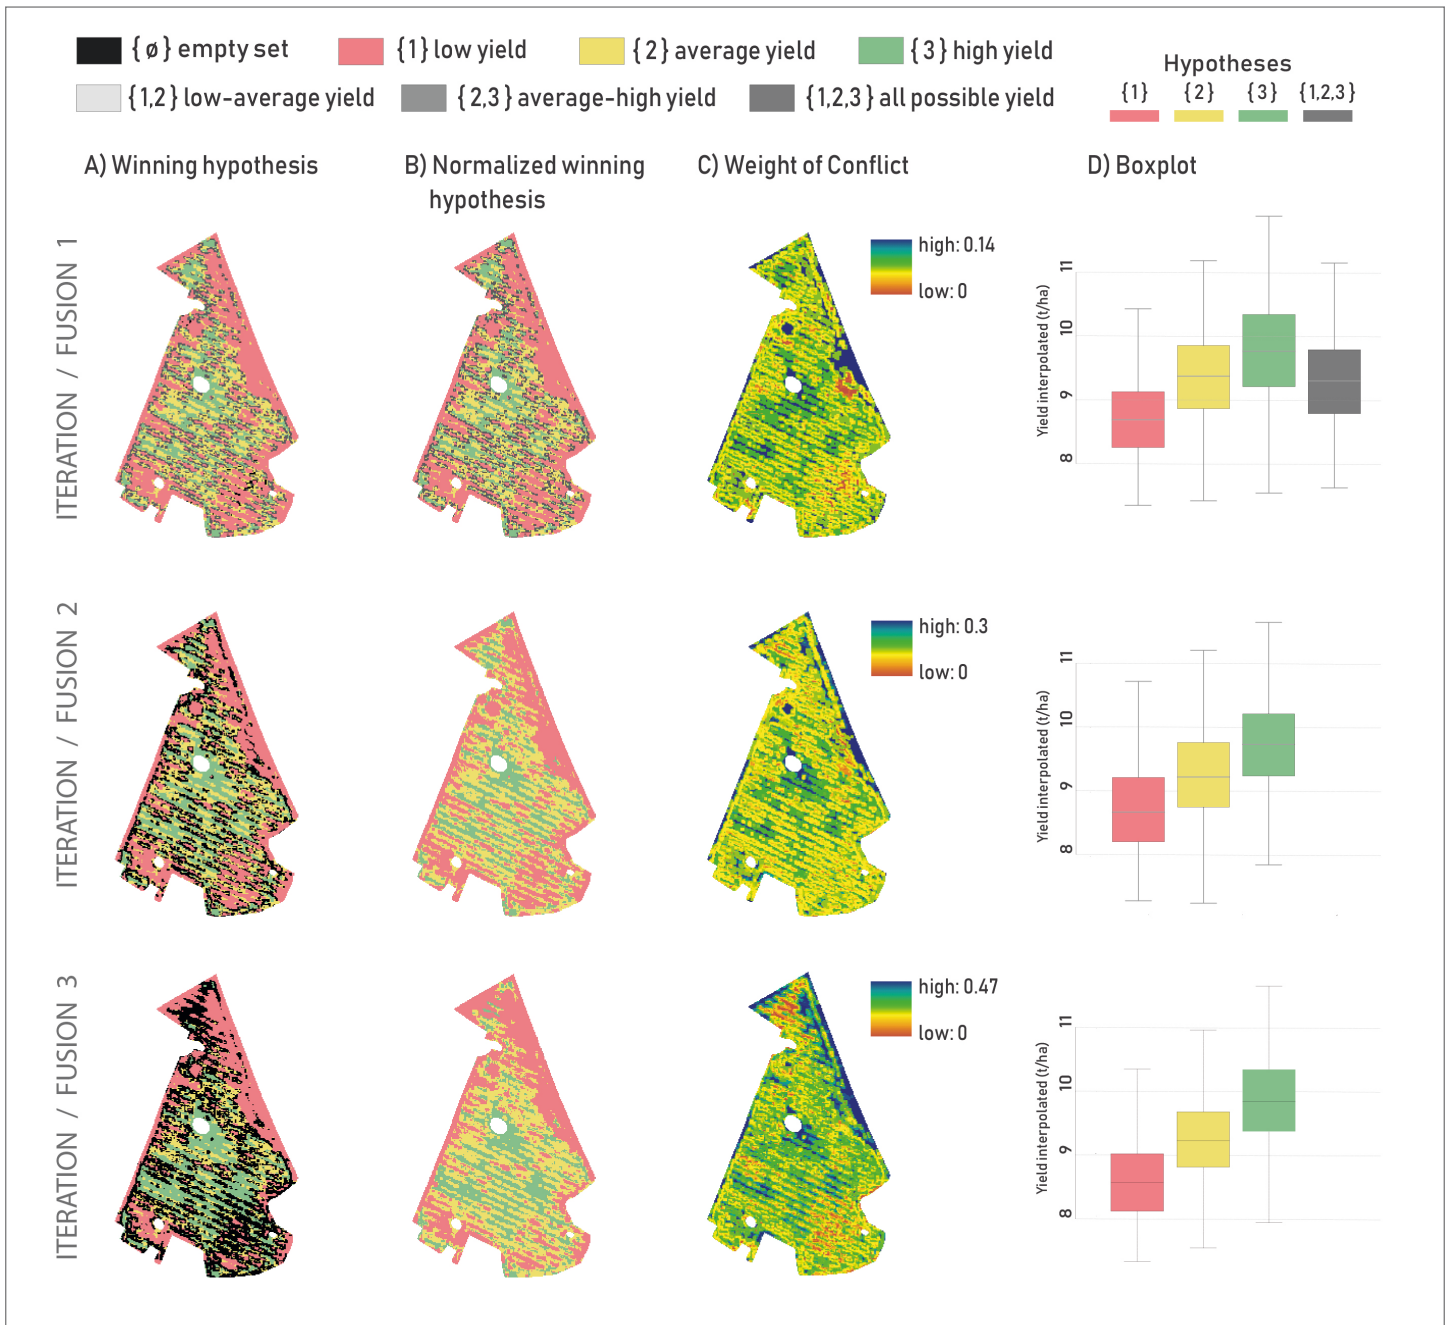 {ø} empty set
{1} low yield
{2} average yield
{3} high yield
{1,2} low-average yield
{2,3} average-high yield
{1,2,3} all possible yield
Hypotheses
{1} {2} {3} {1,2,3}
A) Winning hypothesis
B) Normalized winning
hypothesis
C) Weight of Conflict
D) Boxplot
ITERATION / FUSION 1
high: 0.14
low: 0
Yield interpolated (t/ha)
11
10
9
8
ITERATION / FUSION 2
high: 0.3
low: 0
Yield interpolated (t/ha)
11
10
9
8
ITERATION / FUSION 3
high: 0.47
low: 0
Yield interpolated (t/ha)
11
10
9
8